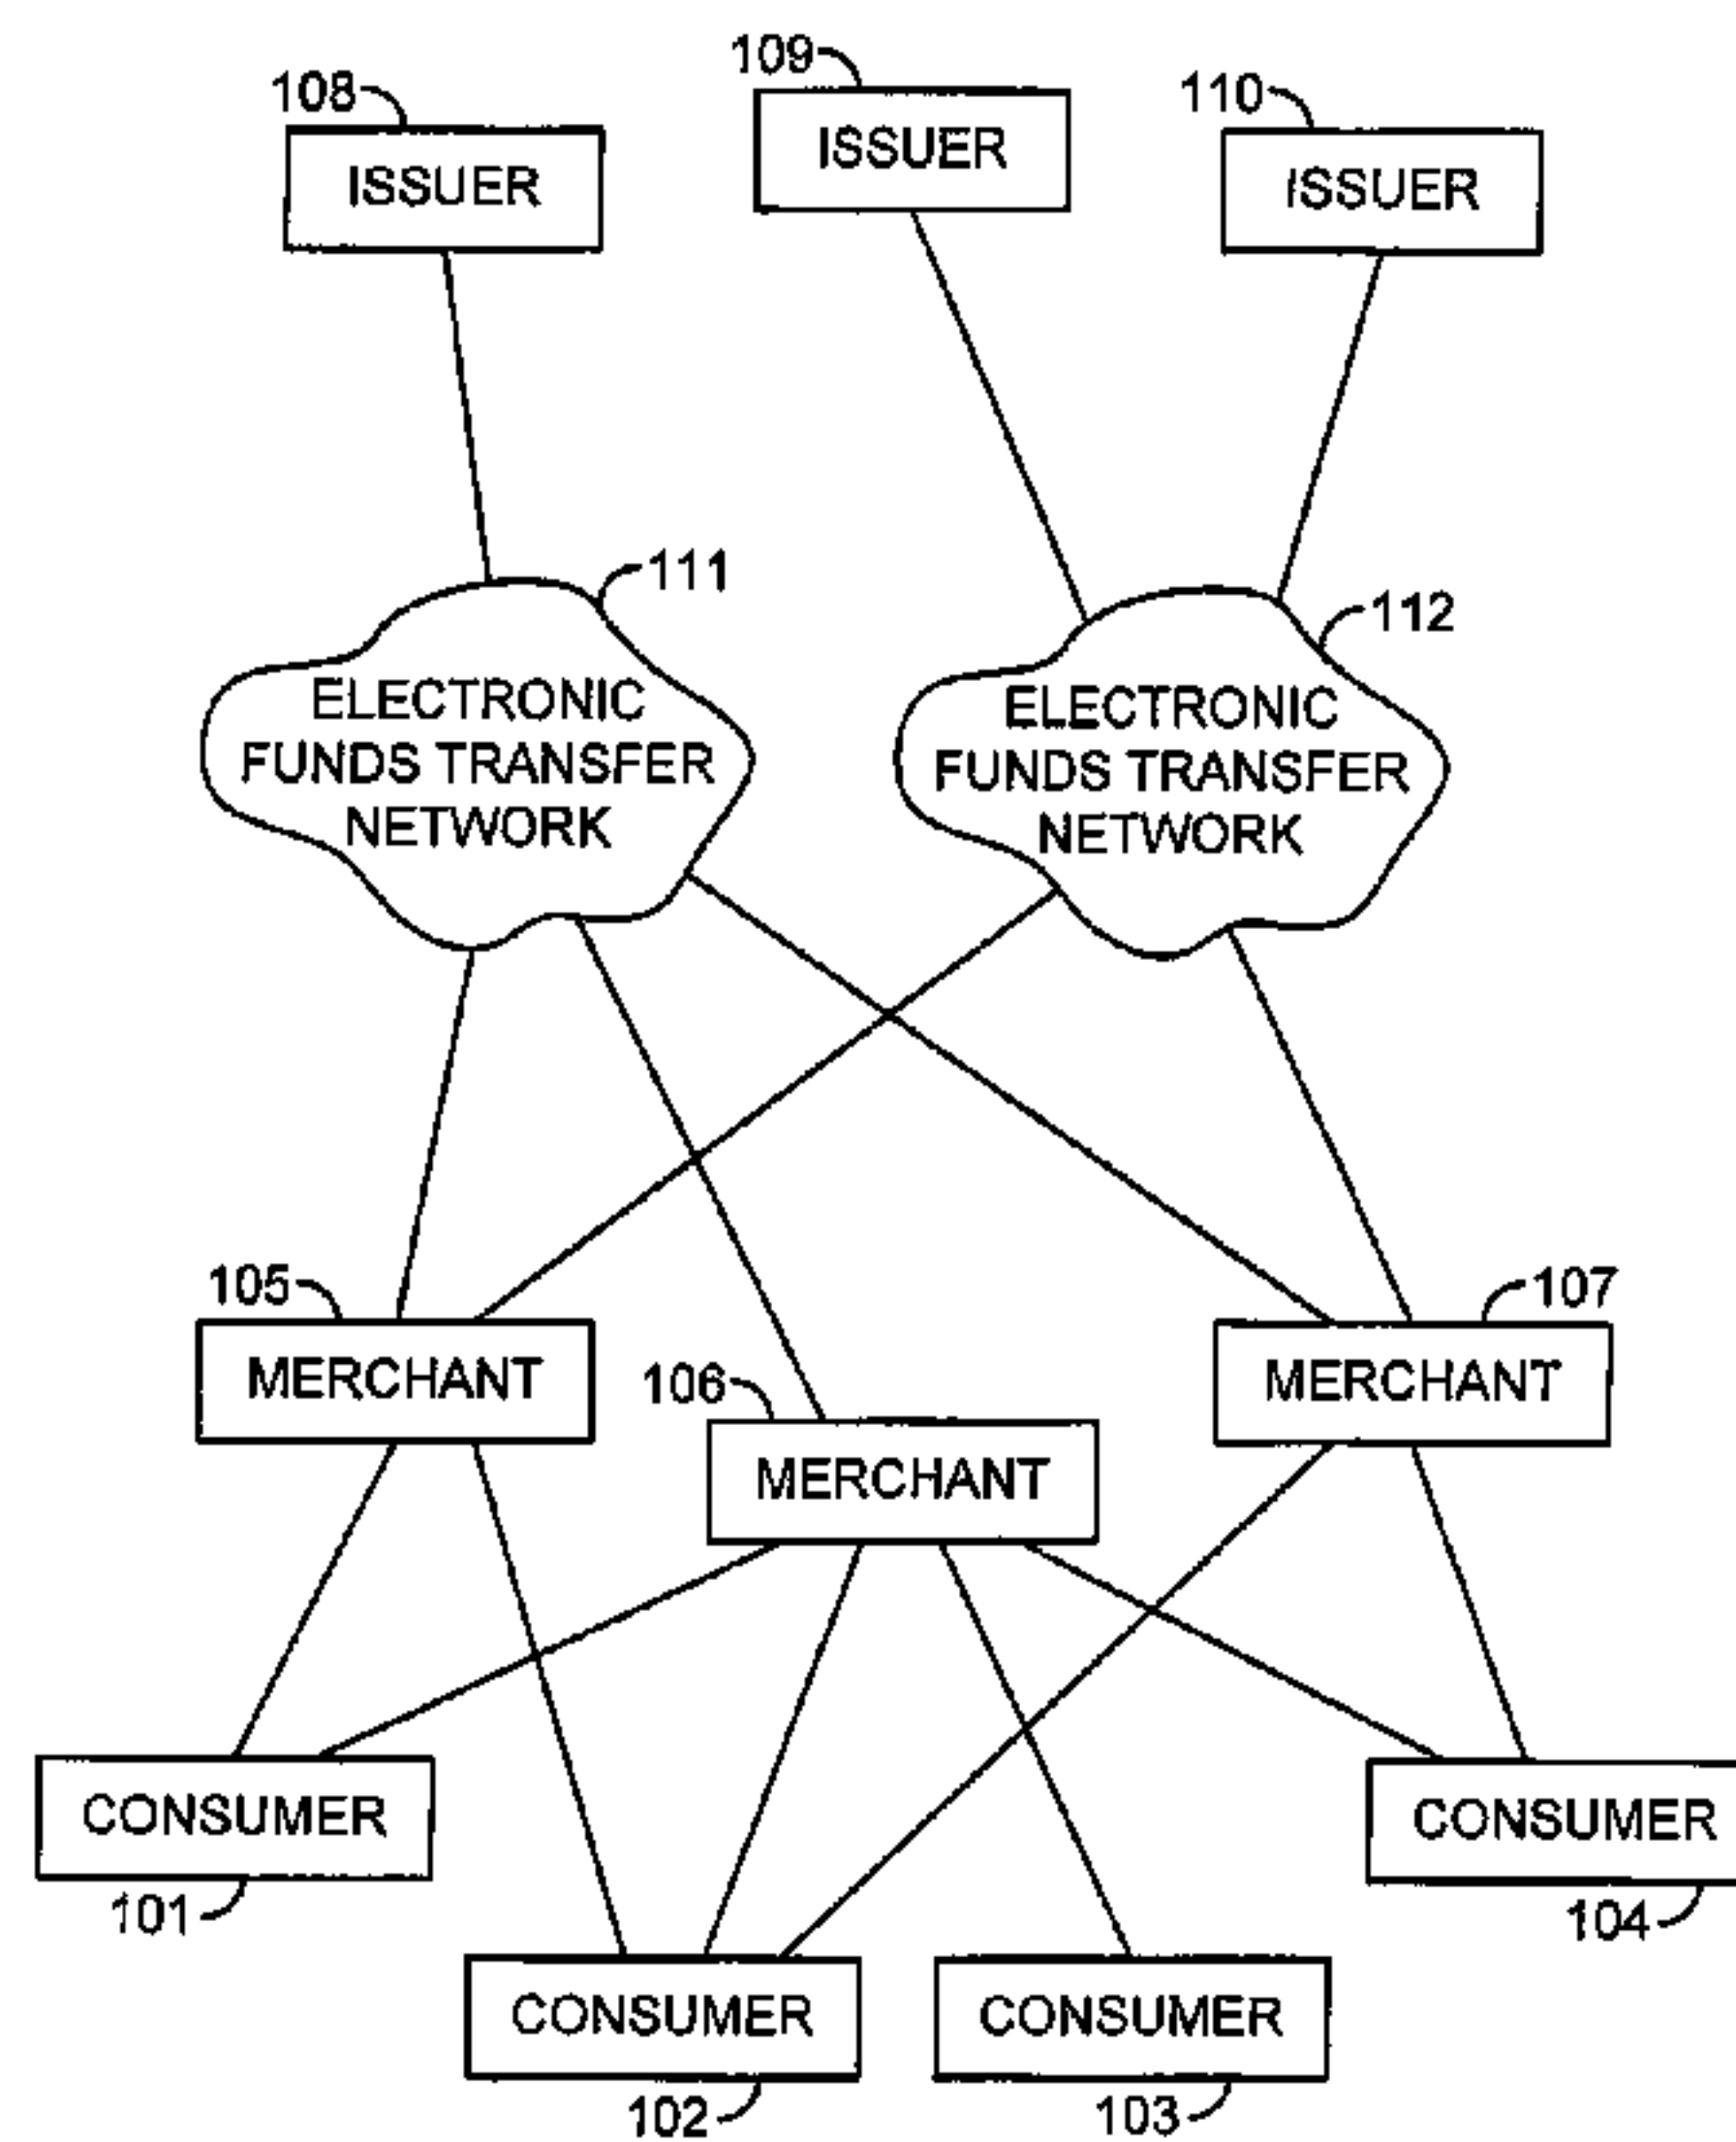 109
108
110
ISSUER
ISSUER
ISSUER
111
112
ELECTRONIC
FUNDS TRANSFER
NETWORK
ELECTRONIC
FUNDS TRANSFER
NETWORK
105
107
MERCHANT
106
MERCHANT
MERCHANT
CONSUMER
CONSUMER
101
104
CONSUMER
CONSUMER
102
103